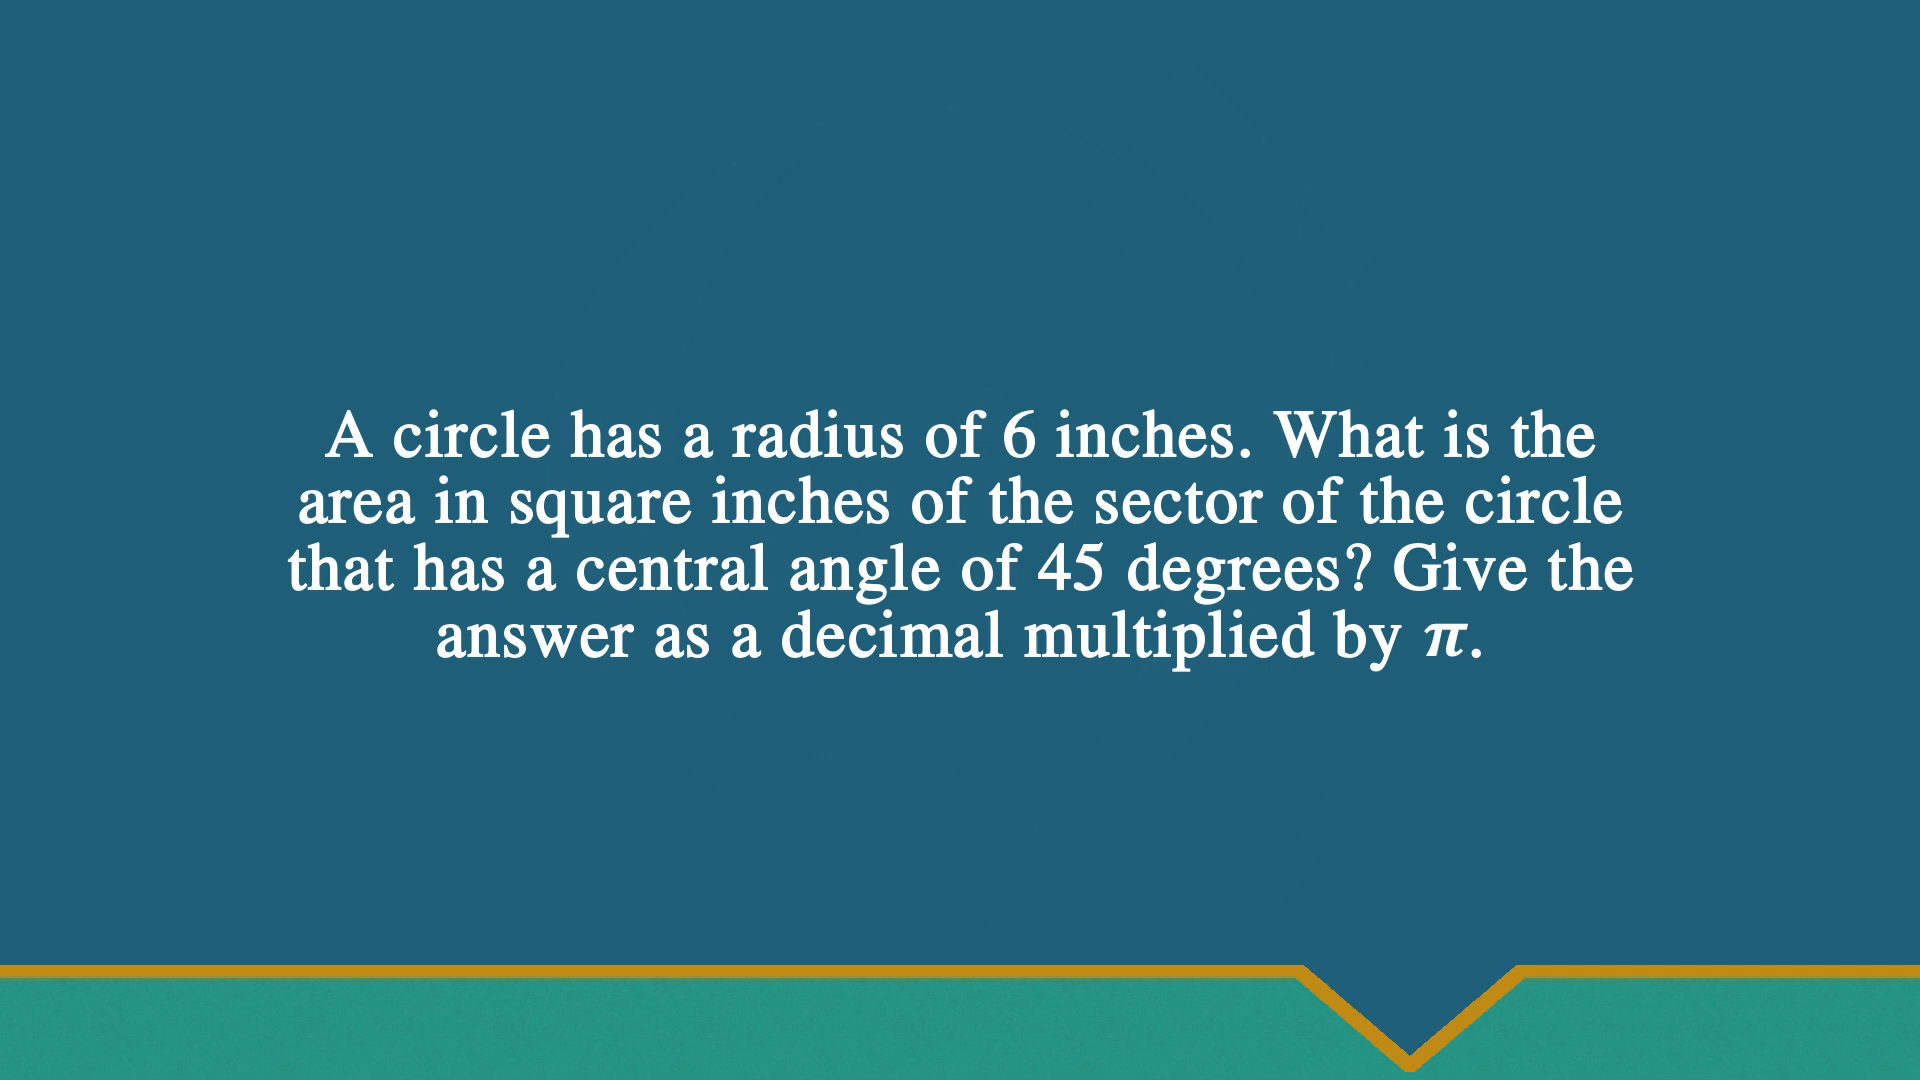 A circle has a radius of 6 inches. What is the
area in square inches of the sector of the circle
that has a central angle of 45 degrees? Give the
answer as a decimal multiplied by π.